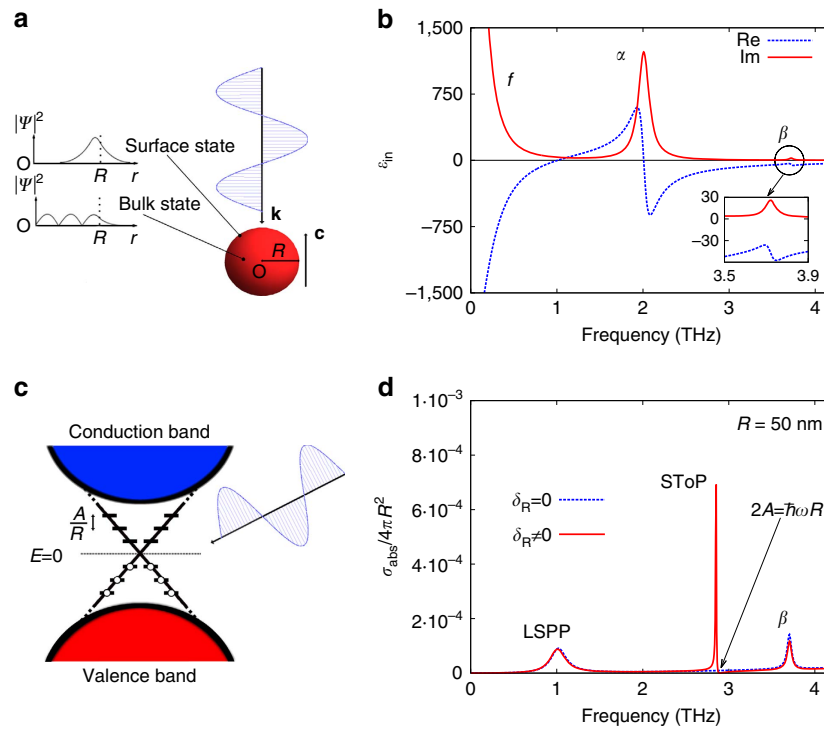 a
|Ψ|²
O
R
r
|Ψ|²
O
R
r
Surface state
Bulk state
k
c
R
O
b
1,500
750
0
−750
−1,500
ε_in
f
α
β
Re
Im
30
0
−30
3.5
3.9
0
1
2
3
4
Frequency (THz)
c
Conduction band
A/R
E=0
Valence band
d
1·10⁻³
8·10⁻⁴
6·10⁻⁴
4·10⁻⁴
2·10⁻⁴
0
σ_abs/4πR²
R = 50 nm
SToP
δ_R=0
δ_R≠0
2A=ħωR
LSPP
β
0
1
2
3
4
Frequency (THz)